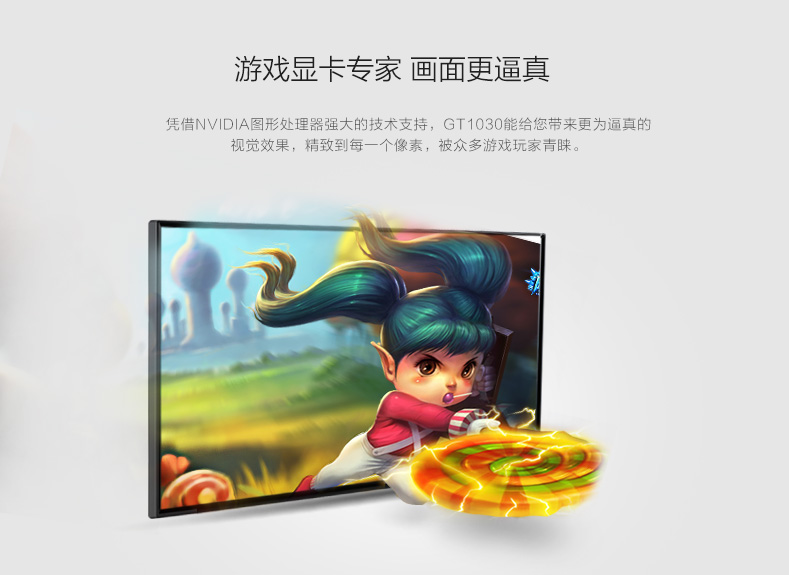 游戏显卡专家 画面更逼真
凭借NVIDIA图形处理器强大的技术支持，GT1030能给您带来更为逼真的
视觉效果，精致到每一个像素，被众多游戏玩家青睐。